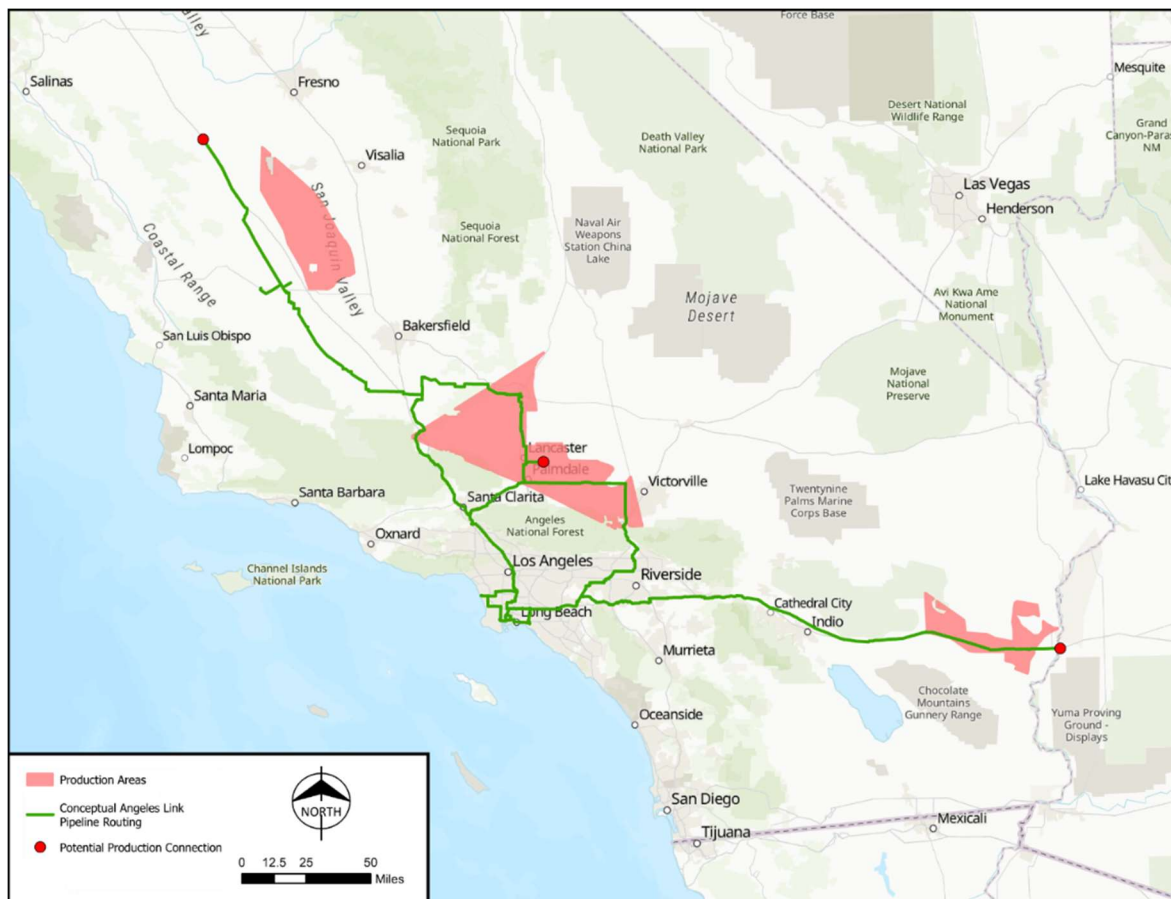 Valley
Force Base
Mesquite
Salinas
Fresno
Desert National
Wildlife Range
Grand
Canyon-Paras
NM
Sequoia
National Park
Death Valley
National Park
Visalia
Las Vegas
Henderson
San Joaquin Valley
Naval Air
Weapons
Station China
Lake
Sequoia
National Forest
Coastal Range
Avi Kwa Ame
National
Monument
Mojave
Desert
San Luis Obispo
Bakersfield
Mojave
National
Preserve
Santa Maria
Lompoc
Lancaster
Palmdale
Victorville
Twentynine
Palms Marine
Corps Base
Lake Havasu Cit
Santa Barbara
Santa Clarita
Angeles
National Forest
Oxnard
Los Angeles
Channel Islands
National Park
Riverside
Long Beach
Cathedral City
Indio
Murrieta
Chocolate
Mountains
Gunnery Range
Yuma Proving
Ground -
Displays
Oceanside
San Diego
Tijuana
Mexicali
Production Areas
Conceptual Angeles Link
Pipeline Routing
Potential Production Connection
NORTH
0 12.5 25 50
Miles